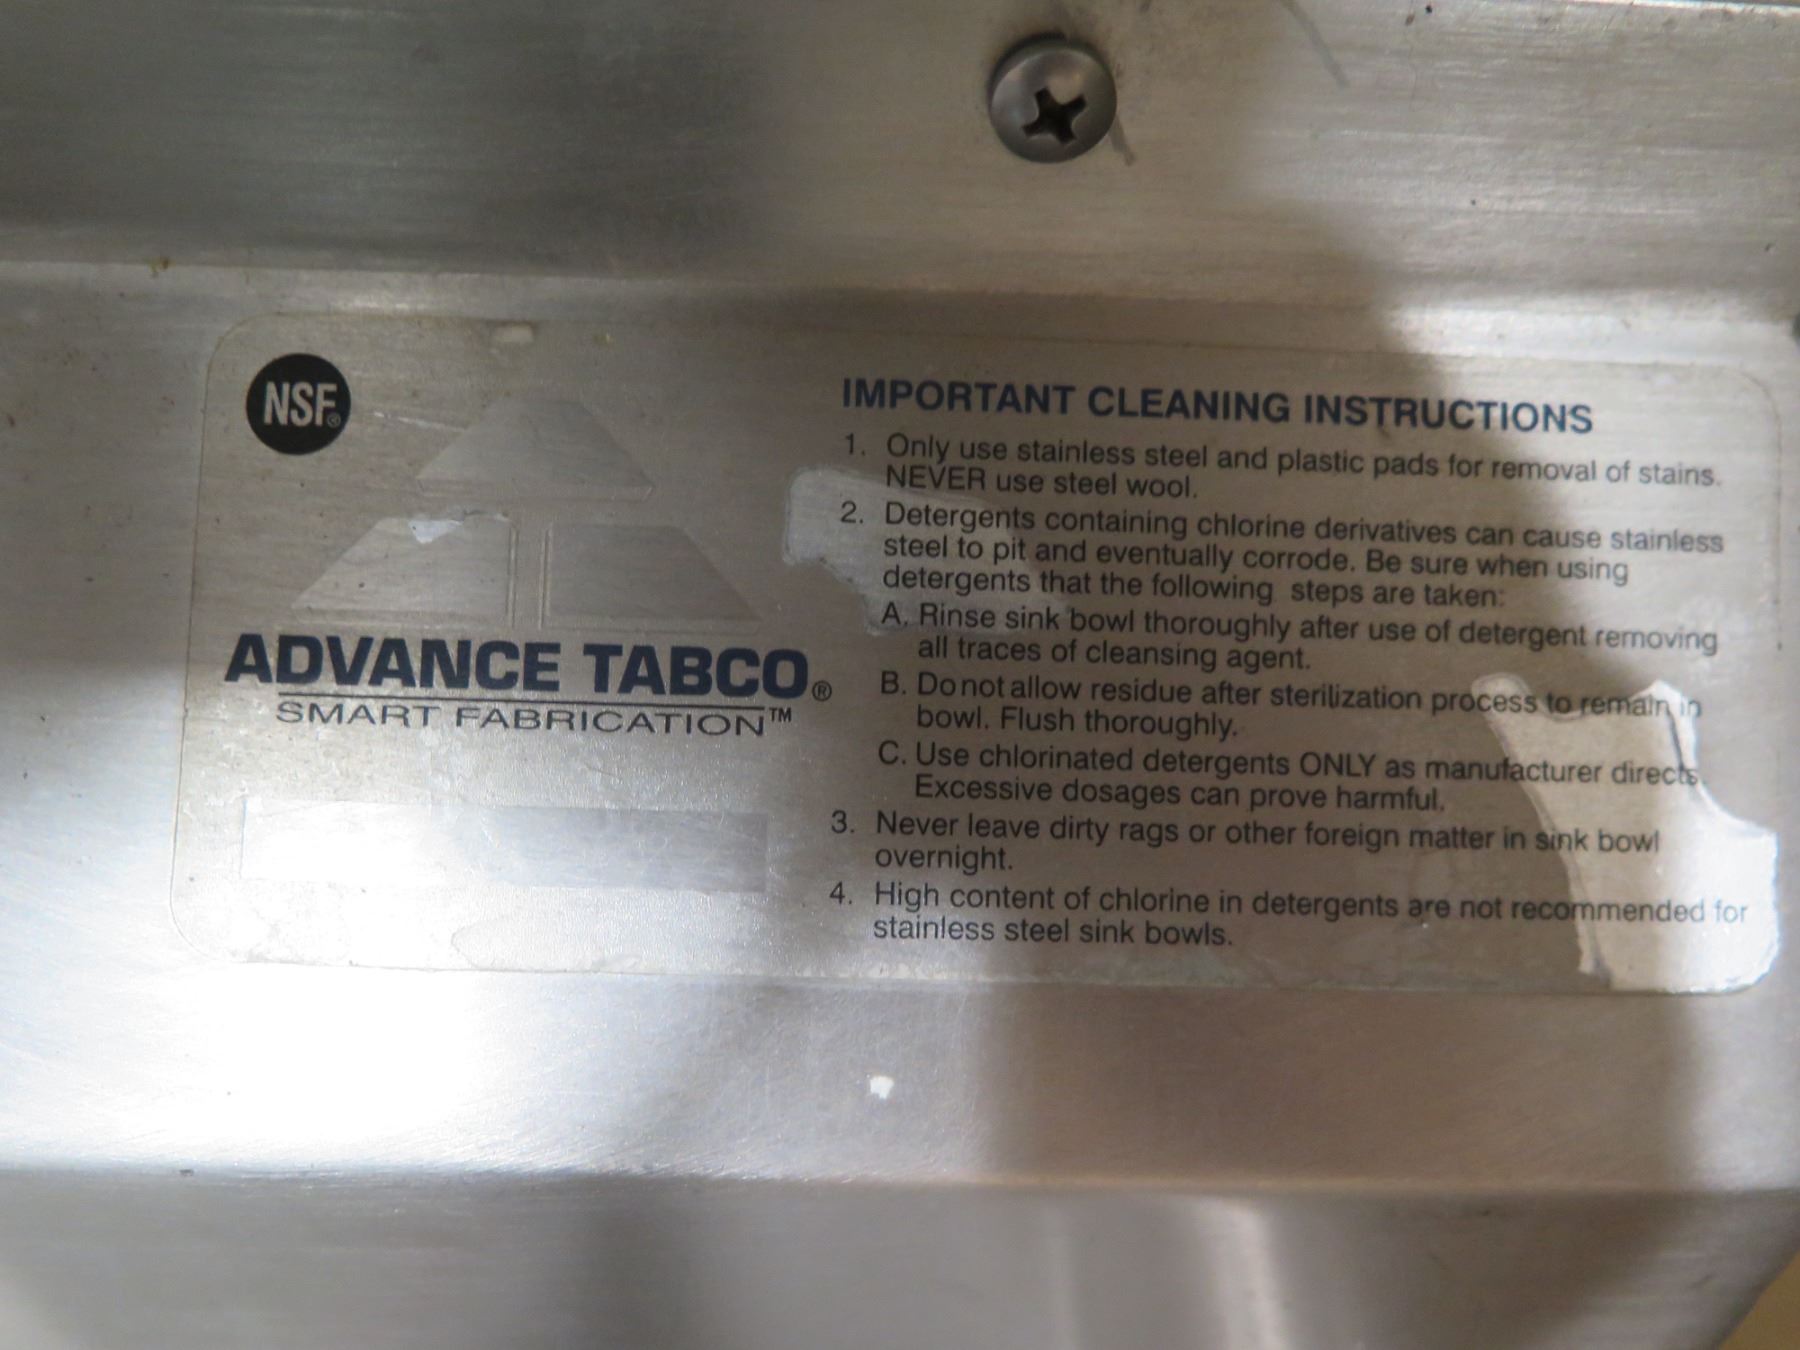 NSF®
ADVANCE TABCO®
SMART FABRICATION™
IMPORTANT CLEANING INSTRUCTIONS
1. Only use stainless steel and plastic pads for removal of stains.
NEVER use steel wool.
2. Detergents containing chlorine derivatives can cause stainless
steel to pit and eventually corrode. Be sure when using
detergents that the following steps are taken:
A. Rinse sink bowl thoroughly after use of detergent removing
all traces of cleansing agent.
B. Do not allow residue after sterilization process to remain in
bowl. Flush thoroughly.
C. Use chlorinated detergents ONLY as manufacturer directs.
Excessive dosages can prove harmful.
3. Never leave dirty rags or other foreign matter in sink bowl
overnight.
4. High content of chlorine in detergents are not recommended for
stainless steel sink bowls.